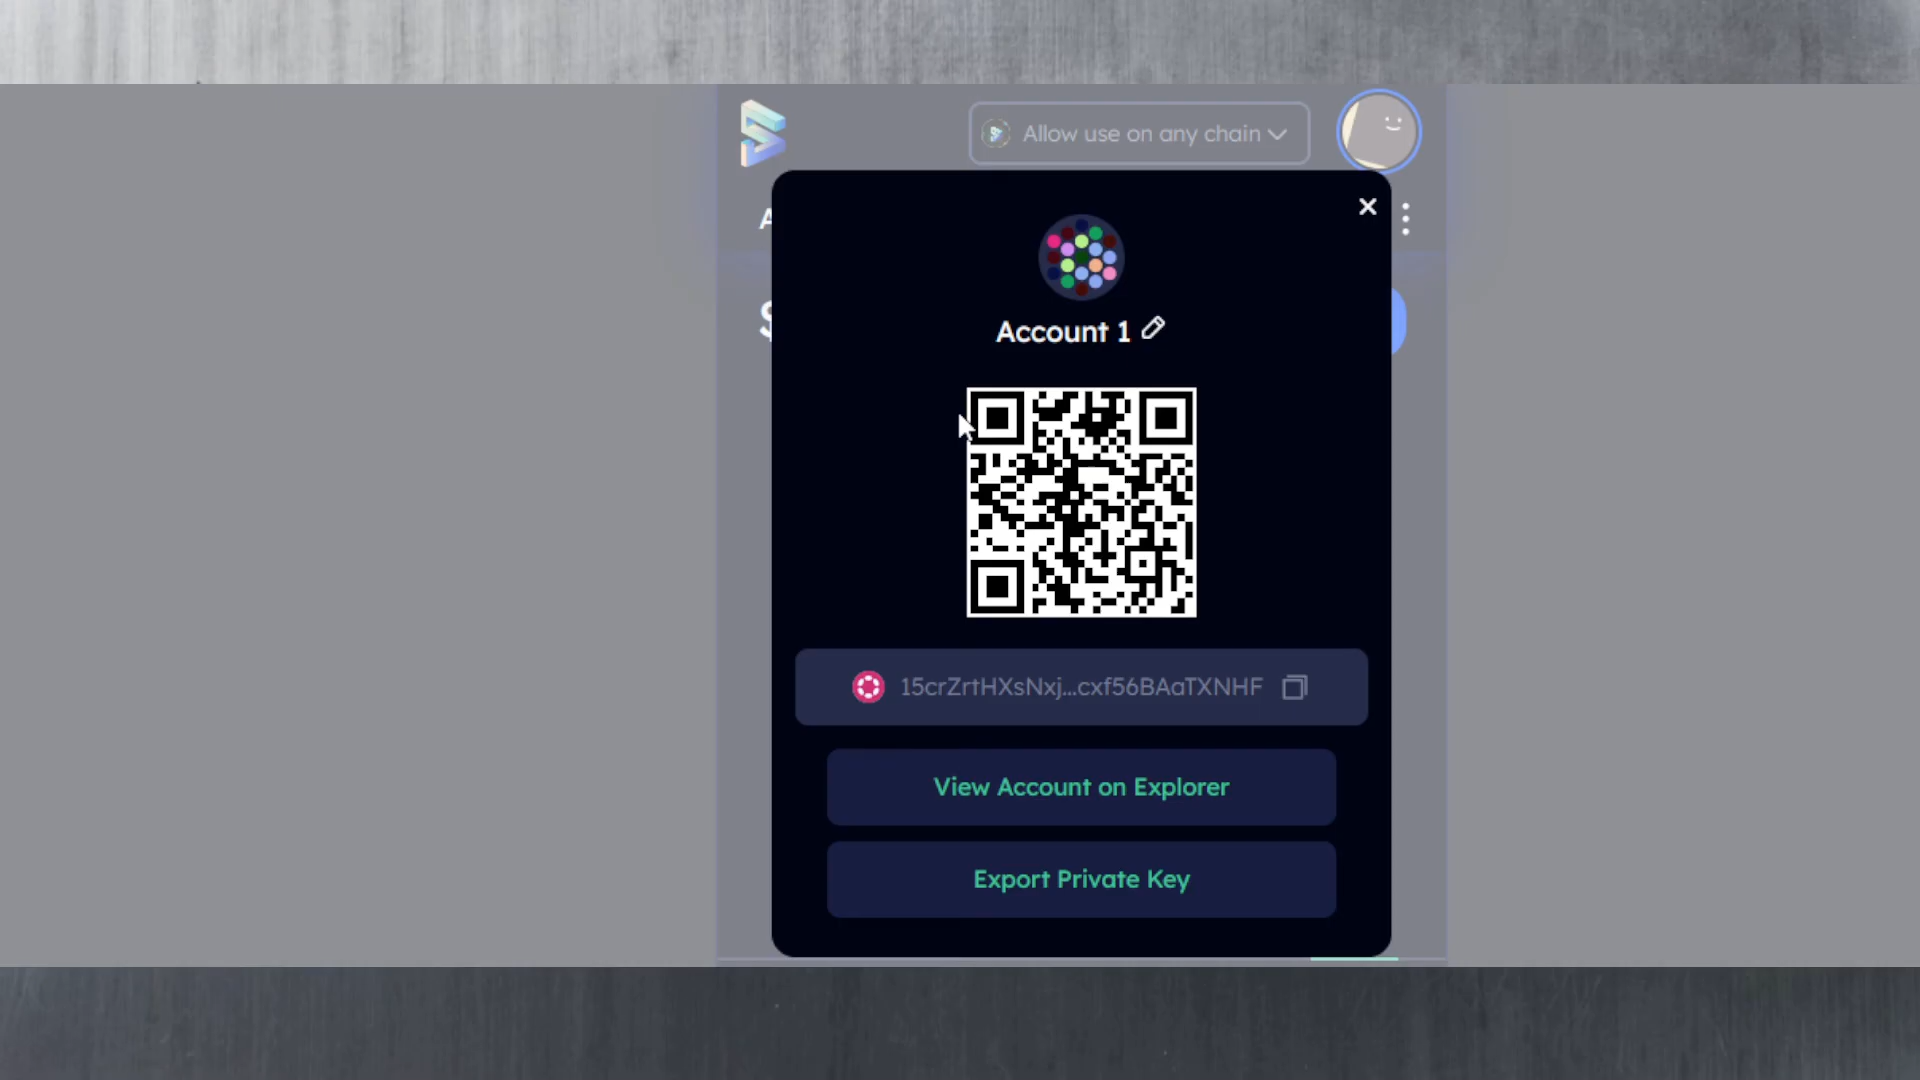 Allow use on any chain
Account 1
15crZrtHXsNxj...cxf56BAaTXNHF
View Account on Explorer
Export Private Key